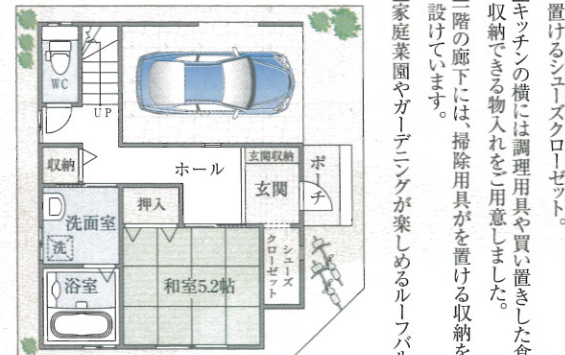 置けるシューズクローゼット。
キッチンの横には調理用具や買い置きした食
収納できる物入れをご用意しました。
二階の廊下には、掃除用具がを置ける収納を
設けています。
家庭菜園やガーデニングが楽しめるルーフバル
WC
UP
収納
ホール
玄関収納
玄関
ポーチ
押入
洗面室
洗
シューズ
クローゼット
浴室
和室5.2帖